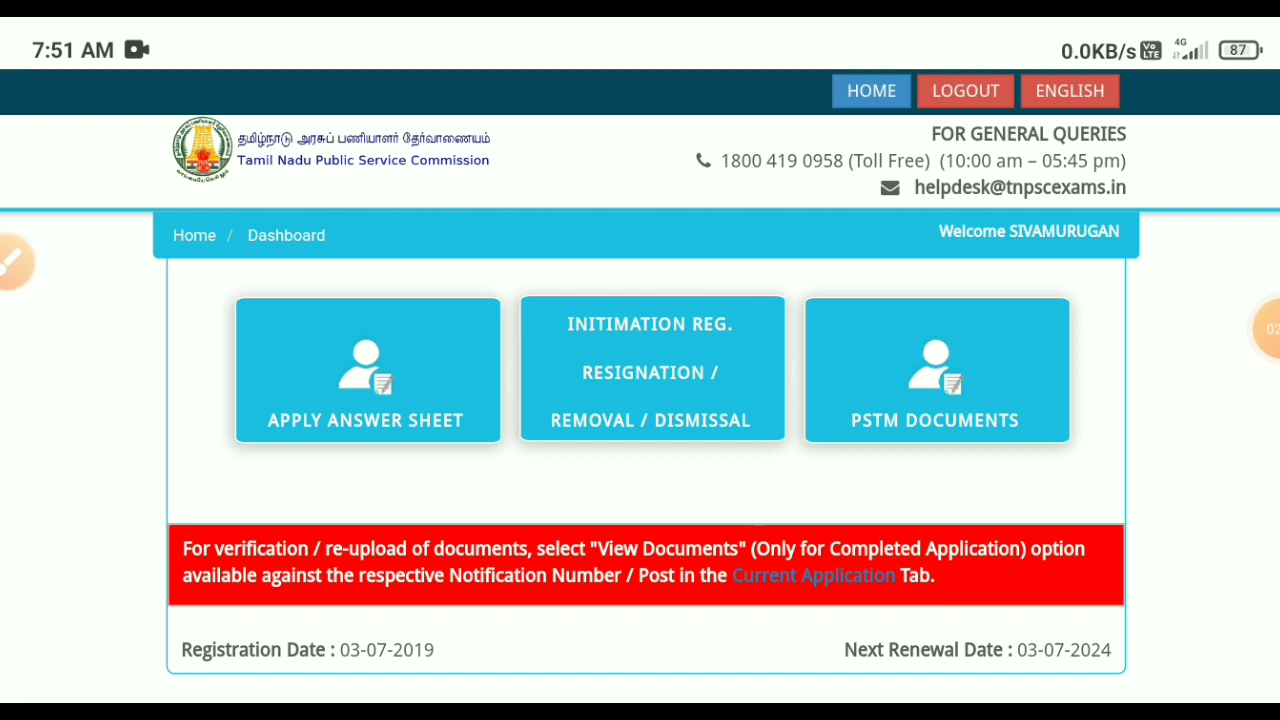 7:51 AM
0.0KB/s Vo LTE 4G 87
HOME LOGOUT ENGLISH
தமிழ்நாடு அரசுப் பணியாளர் தேர்வாணையம்
Tamil Nadu Public Service Commission
FOR GENERAL QUERIES
1800 419 0958 (Toll Free) (10:00 am – 05:45 pm)
helpdesk@tnpscexams.in
Home / Dashboard
Welcome SIVAMURUGAN
APPLY ANSWER SHEET
INITIMATION REG.
RESIGNATION /
REMOVAL / DISMISSAL
PSTM DOCUMENTS
02
For verification / re-upload of documents, select "View Documents" (Only for Completed Application) option
available against the respective Notification Number / Post in the Current Application Tab.
Registration Date : 03-07-2019
Next Renewal Date : 03-07-2024